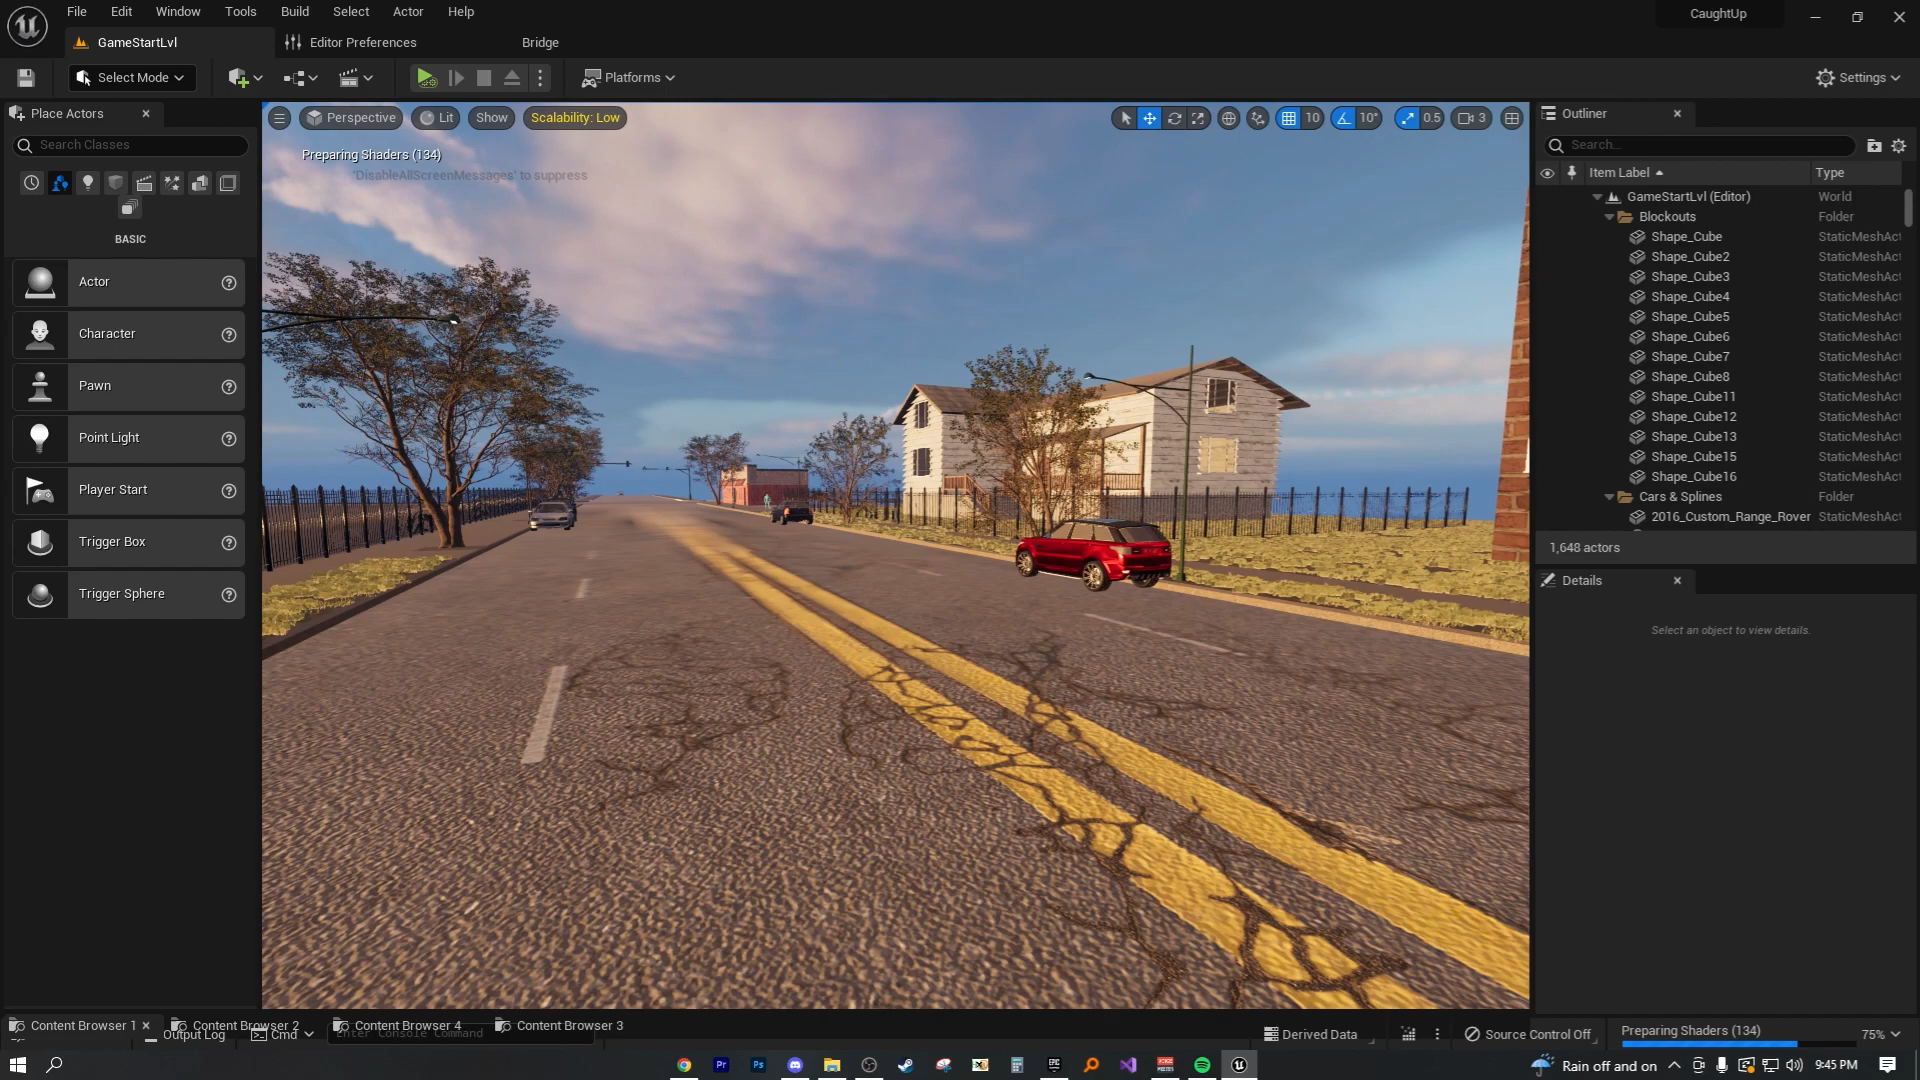 File Edit Window Tools Build Select Actor Help
CaughtUp
GameStartLvl Editor Preferences Bridge
Select Mode Platforms Settings
Place Actors
Search Classes
BASIC
Actor
Character
Pawn
Point Light
Player Start
Trigger Box
Trigger Sphere
Perspective Lit Show Scalability: Low 10 10° 0.5 3
Preparing Shaders (134)
'DisableAllScreenMessages' to suppress
Outliner
Search...
Item Label Type
GameStartLvl (Editor) World
Blockouts Folder
Shape_Cube StaticMeshAct
Shape_Cube2 StaticMeshAct
Shape_Cube3 StaticMeshAct
Shape_Cube4 StaticMeshAct
Shape_Cube5 StaticMeshAct
Shape_Cube6 StaticMeshAct
Shape_Cube7 StaticMeshAct
Shape_Cube8 StaticMeshAct
Shape_Cube11 StaticMeshAct
Shape_Cube12 StaticMeshAct
Shape_Cube13 StaticMeshAct
Shape_Cube15 StaticMeshAct
Shape_Cube16 StaticMeshAct
Cars & Splines Folder
2016_Custom_Range_Rover StaticMeshAct
1,648 actors
Details
Select an object to view details.
Content Browser 1 Content Browser 2 Content Browser 4 Content Browser 3
Output Log Cmd Enter Console Command
Derived Data Source Control Off
Preparing Shaders (134) 75%
Pr Ps EPIC
Rain off and on 9:45 PM